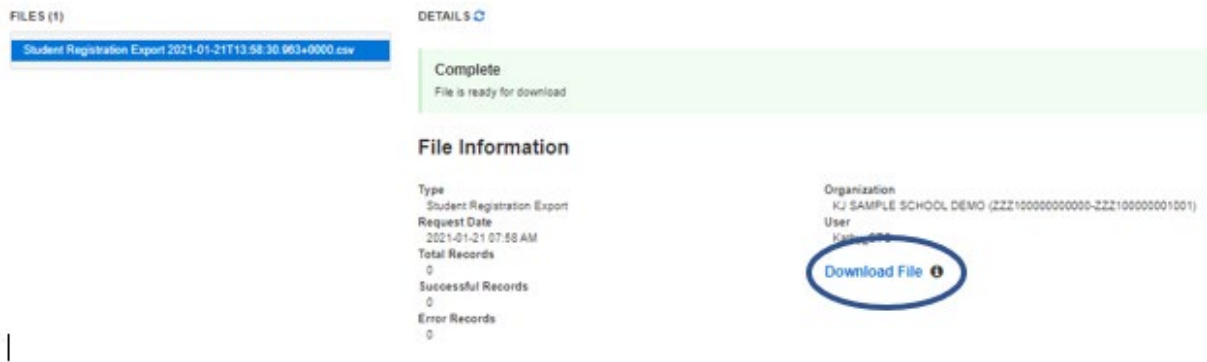 FILES (1)
Student Registration Export 2021-01-21T13:58:30.963+0000.csv
DETAILS
Complete
File is ready for download
File Information
Type
Student Registration Export
Request Date
2021-01-21 07:58 AM
Total Records
0
Successful Records
0
Error Records
0
Organization
KJ SAMPLE SCHOOL DEMO (ZZZ100000000000-ZZZ100000001001)
User
Download File